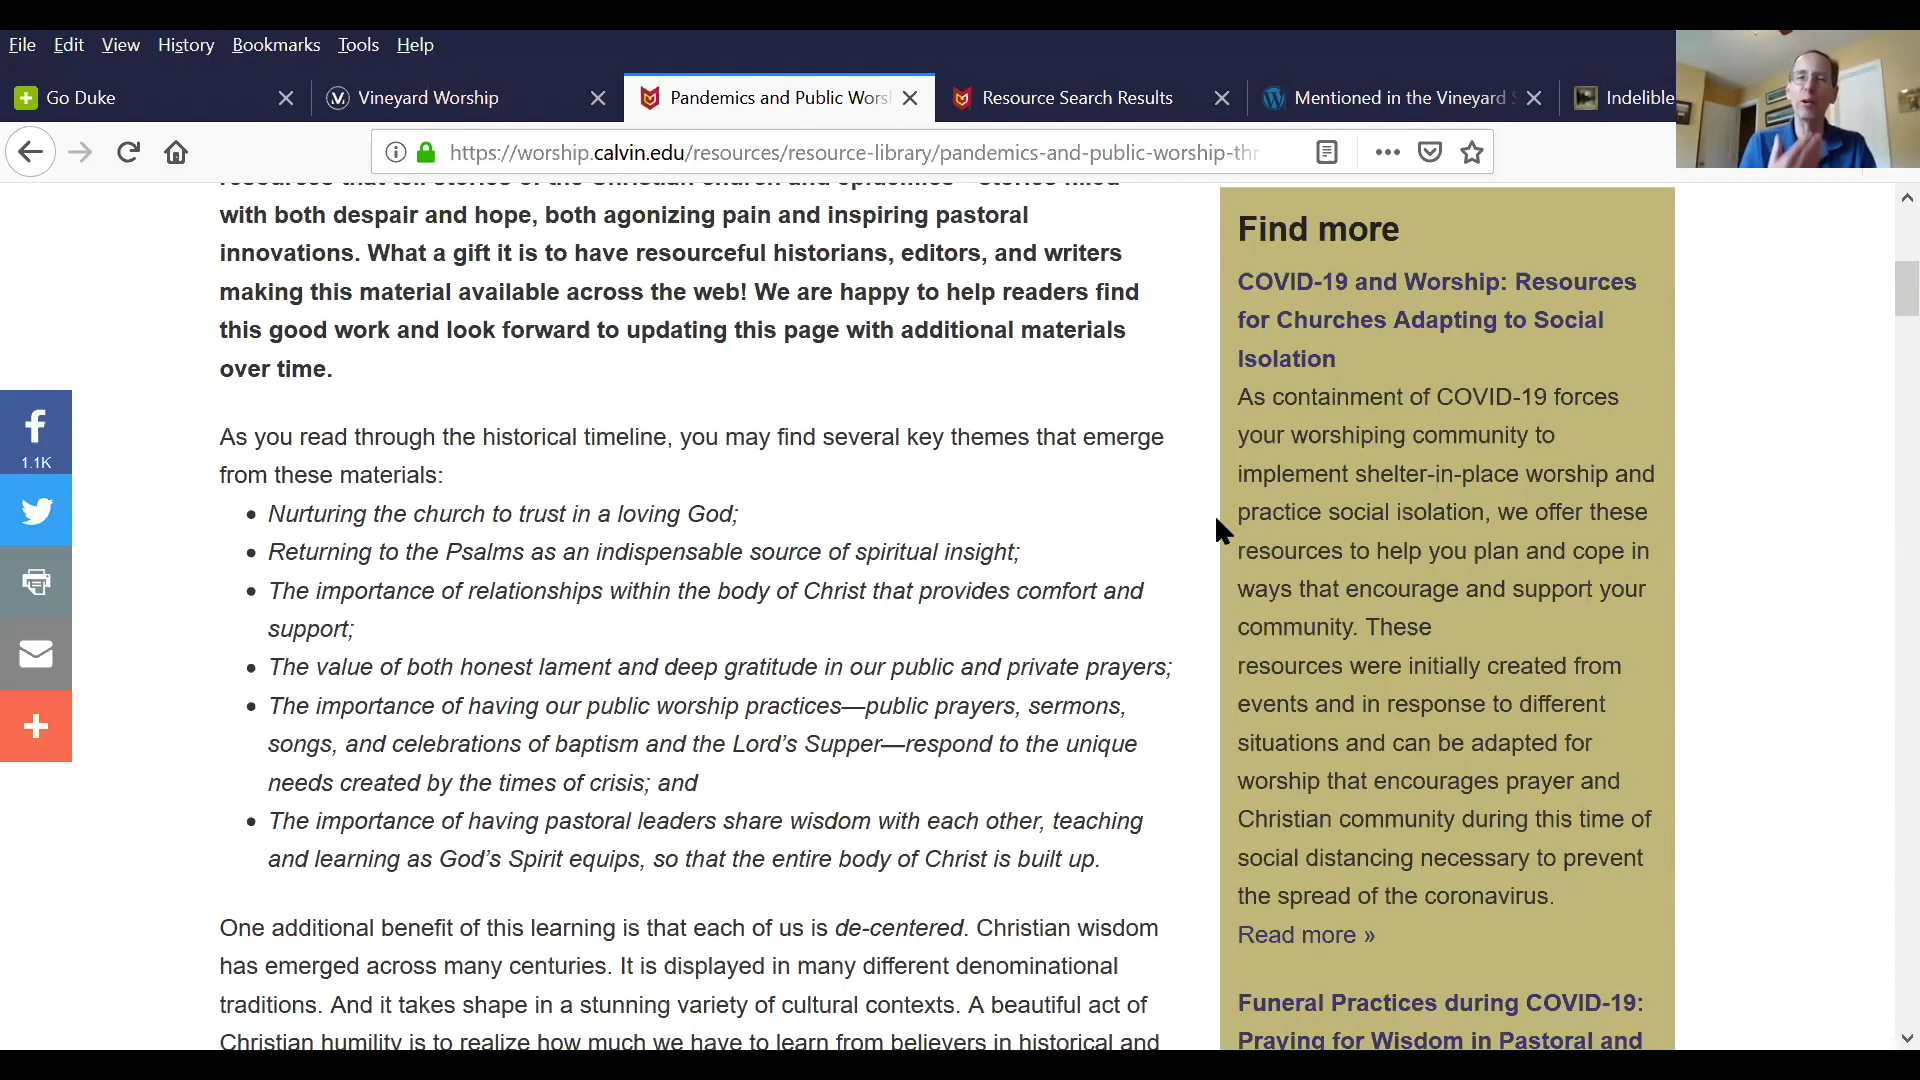 File Edit View History Bookmarks Tools Help
Go Duke
Vineyard Worship
Pandemics and Public Wors
Resource Search Results
Mentioned in the Vineyard
Indelible
https://worship.calvin.edu/resources/resource-library/pandemics-and-public-worship-thr
resources that tell stories of the Christian church and epidemics—stories filled
with both despair and hope, both agonizing pain and inspiring pastoral
innovations. What a gift it is to have resourceful historians, editors, and writers
making this material available across the web! We are happy to help readers find
this good work and look forward to updating this page with additional materials
over time.
1.1K
As you read through the historical timeline, you may find several key themes that emerge
from these materials:
• Nurturing the church to trust in a loving God;
• Returning to the Psalms as an indispensable source of spiritual insight;
• The importance of relationships within the body of Christ that provides comfort and
support;
• The value of both honest lament and deep gratitude in our public and private prayers;
• The importance of having our public worship practices—public prayers, sermons,
songs, and celebrations of baptism and the Lord’s Supper—respond to the unique
needs created by the times of crisis; and
• The importance of having pastoral leaders share wisdom with each other, teaching
and learning as God’s Spirit equips, so that the entire body of Christ is built up.
One additional benefit of this learning is that each of us is de-centered. Christian wisdom
has emerged across many centuries. It is displayed in many different denominational
traditions. And it takes shape in a stunning variety of cultural contexts. A beautiful act of
Christian humility is to realize how much we have to learn from believers in historical and
Find more
COVID-19 and Worship: Resources
for Churches Adapting to Social
Isolation
As containment of COVID-19 forces
your worshiping community to
implement shelter-in-place worship and
practice social isolation, we offer these
resources to help you plan and cope in
ways that encourage and support your
community. These
resources were initially created from
events and in response to different
situations and can be adapted for
worship that encourages prayer and
Christian community during this time of
social distancing necessary to prevent
the spread of the coronavirus.
Read more »
Funeral Practices during COVID-19:
Praying for Wisdom in Pastoral and